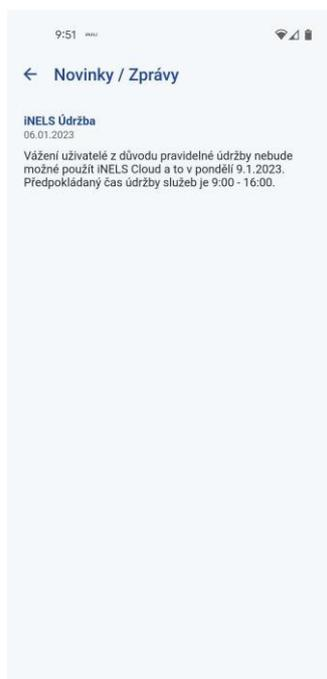 9:51
← Novinky / Zprávy
iNELS Údržba
06.01.2023
Vážení uživatelé z důvodu pravidelné údržby nebude
možné použít iNELS Cloud a to v pondělí 9.1.2023.
Předpokládaný čas údržby služeb je 9:00 - 16:00.